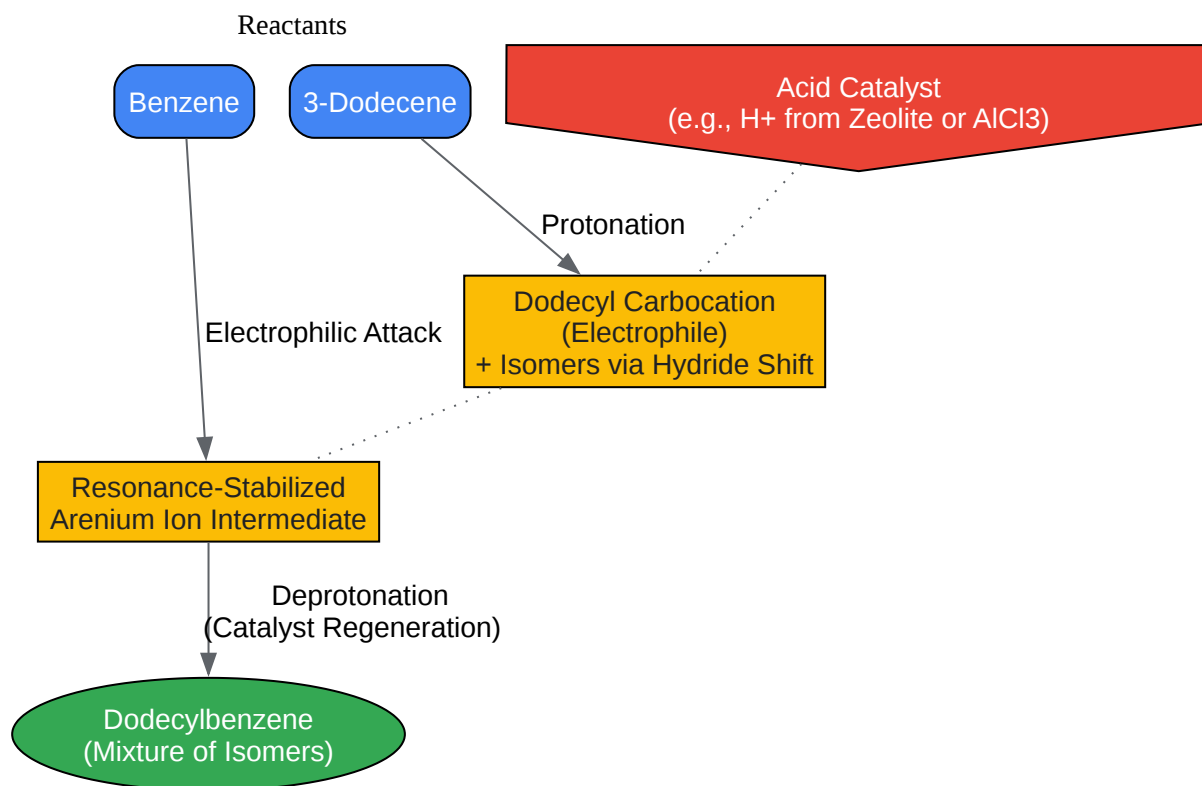 Reactants
Benzene
3-Dodecene
Acid Catalyst
(e.g., H+ from Zeolite or AlCl3)
Protonation
Dodecyl Carbocation
(Electrophile)
+ Isomers via Hydride Shift
Electrophilic Attack
Resonance-Stabilized
Arenium Ion Intermediate
Deprotonation
(Catalyst Regeneration)
Dodecylbenzene
(Mixture of Isomers)